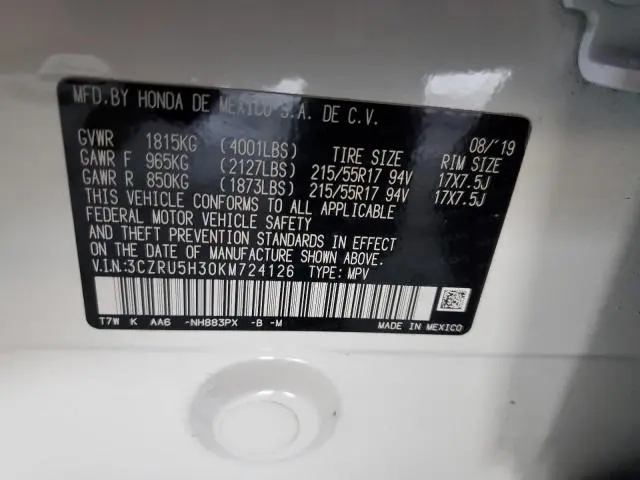 MFD.BY HONDA DE MEXICO S.A. DE C.V.
08/'19
GVWR 1815KG (4001LBS) TIRE SIZE RIM SIZE
GAWR F 965KG (2127LBS) 215/55R17 94V 17X7.5J
GAWR R 850KG (1873LBS) 215/55R17 94V 17X7.5J
THIS VEHICLE CONFORMS TO ALL APPLICABLE
FEDERAL MOTOR VEHICLE SAFETY
AND THEFT PREVENTION STANDARDS IN EFFECT
ON THE DATE OF MANUFACTURE SHOWN ABOVE.
V.I.N:3CZRU5H30KM724126 TYPE: MPV
T7W K AA6 -NH883PX -B -M MADE IN MEXICO